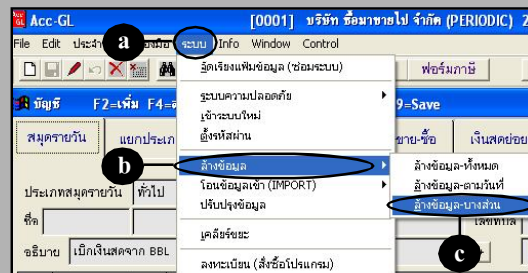 Acc-GL [0001] บริษัท ซื้อมาขายไป จำกัด (PERIODIC)
File Edit ระบบ Info Window Control
a
จัดเรียงแฟ้มข้อมูล (ซ่อมระบบ)
ฟอร์มภาษี
บัญชี F2=เพิ่ม 9=Save
ระบบความปลอดภัย
เข้าระบบใหม่
ตั้งรหัสผ่าน
สมุดรายวัน แยกประเภ ขาย-ซื้อ เงินสดย่อย
b
ล้างข้อมูล ล้างข้อมูล-ทั้งหมด
ประเภทสมุดรายวัน ทั่วไป โอนข้อมูลเข้า (IMPORT) ล้างข้อมูล-ตามวันที่
ชื่อ ปรับปรุงข้อมูล ล้างข้อมูล-บางส่วน
เคลียร์ขยะ
อธิบาย เบิกเงินสดจาก BBL
c
ลงทะเบียน (สั่งซื้อโปรแกรม)